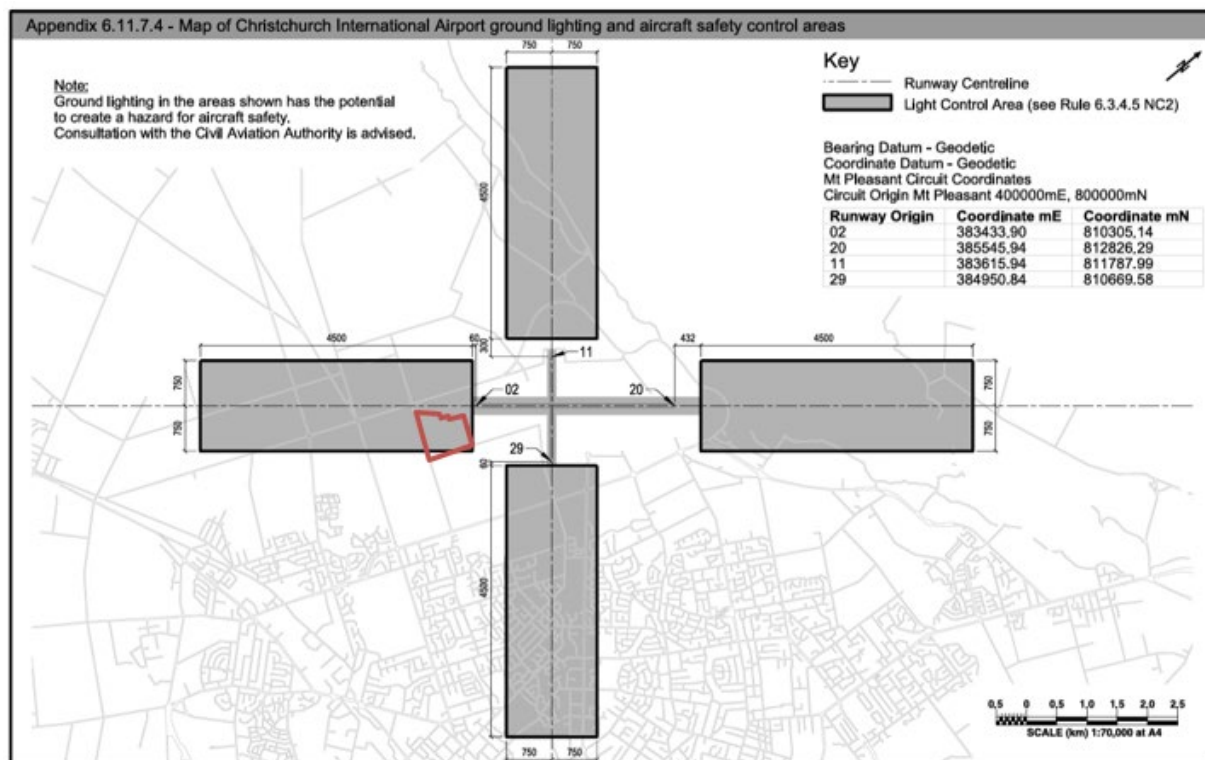 Appendix 6.11.7.4 - Map of Christchurch International Airport ground lighting and aircraft safety control areas
750 750
Note:
Ground lighting in the areas shown has the potential
to create a hazard for aircraft safety.
Consultation with the Civil Aviation Authority is advised.
Key
Runway Centreline
Light Control Area (see Rule 6.3.4.5 NC2)
Bearing Datum - Geodetic
Coordinate Datum - Geodetic
Mt Pleasant Circuit Coordinates
Circuit Origin Mt Pleasant 400000mE, 800000mN
Runway Origin Coordinate mE Coordinate mN
02 383433.90 810305.14
20 385545.94 812826.29
11 383615.94 811787.99
29 384950.84 810669.58
4500
4500
300
11
432
4500
750
750
02
20
750
750
29
60
4500
750 750
0,5 0 0,5 1,0 1,5 2,0 2,5
SCALE (km) 1:70,000 at A4